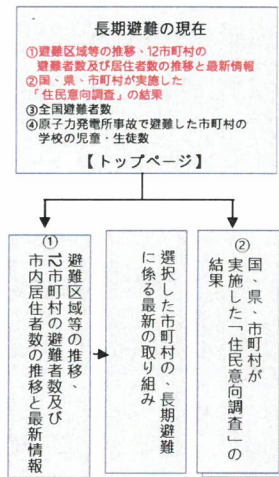 長期避難の現在
①避難区域等の推移、12市町村の
避難者数及び居住者数の推移と最新情報
②国、県、市町村が実施した
「住民意向調査」の結果
③全国避難者数
④原子力発電所事故で避難した市町村の
学校の児童・生徒数
【トップページ】
①
避難区域等の推移、
12市町村の避難者数及び
市内居住者数の推移と最新情報
選択した市町村の、長期避難
に係る最新の取り組み
②
国、県、市町村が
実施した「住民意向調査」の
結果